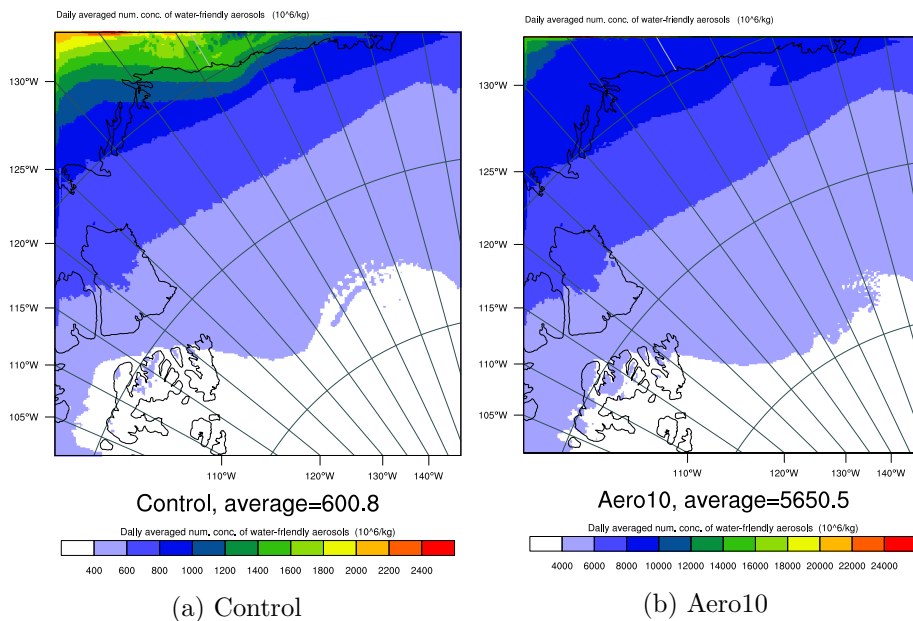 Daily averaged num. conc. of water-friendly aerosols (10^6/kg)
130°W
125°W
120°W
115°W
110°W
105°W
110°W 120°W 130°W 140°W
Control, average=600.8
Daily averaged num. conc. of water-friendly aerosols (10^6/kg)
400 600 800 1000 1200 1400 1600 1800 2000 2200 2400
(a) Control
Daily averaged num. conc. of water-friendly aerosols (10^6/kg)
130°W
125°W
120°W
115°W
110°W
105°W
110°W 120°W 130°W 140°W
Aero10, average=5650.5
Daily averaged num. conc. of water-friendly aerosols (10^6/kg)
4000 6000 8000 10000 12000 14000 16000 18000 20000 22000 24000
(b) Aero10